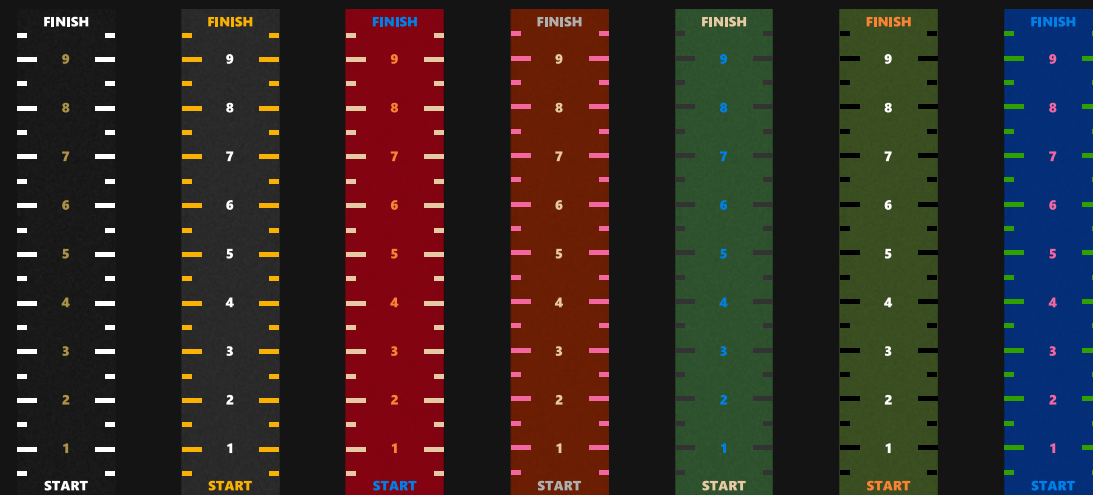 FINISH FINISH FINISH FINISH FINISH FINISH FINISH
9 9 9 9 9 9 9
8 8 8 8 8 8 8
7 7 7 7 7 7 7
6 6 6 6 6 6 6
5 5 5 5 5 5 5
4 4 4 4 4 4 4
3 3 3 3 3 3 3
2 2 2 2 2 2 2
1 1 1 1 1 1 1
START START START START START START START